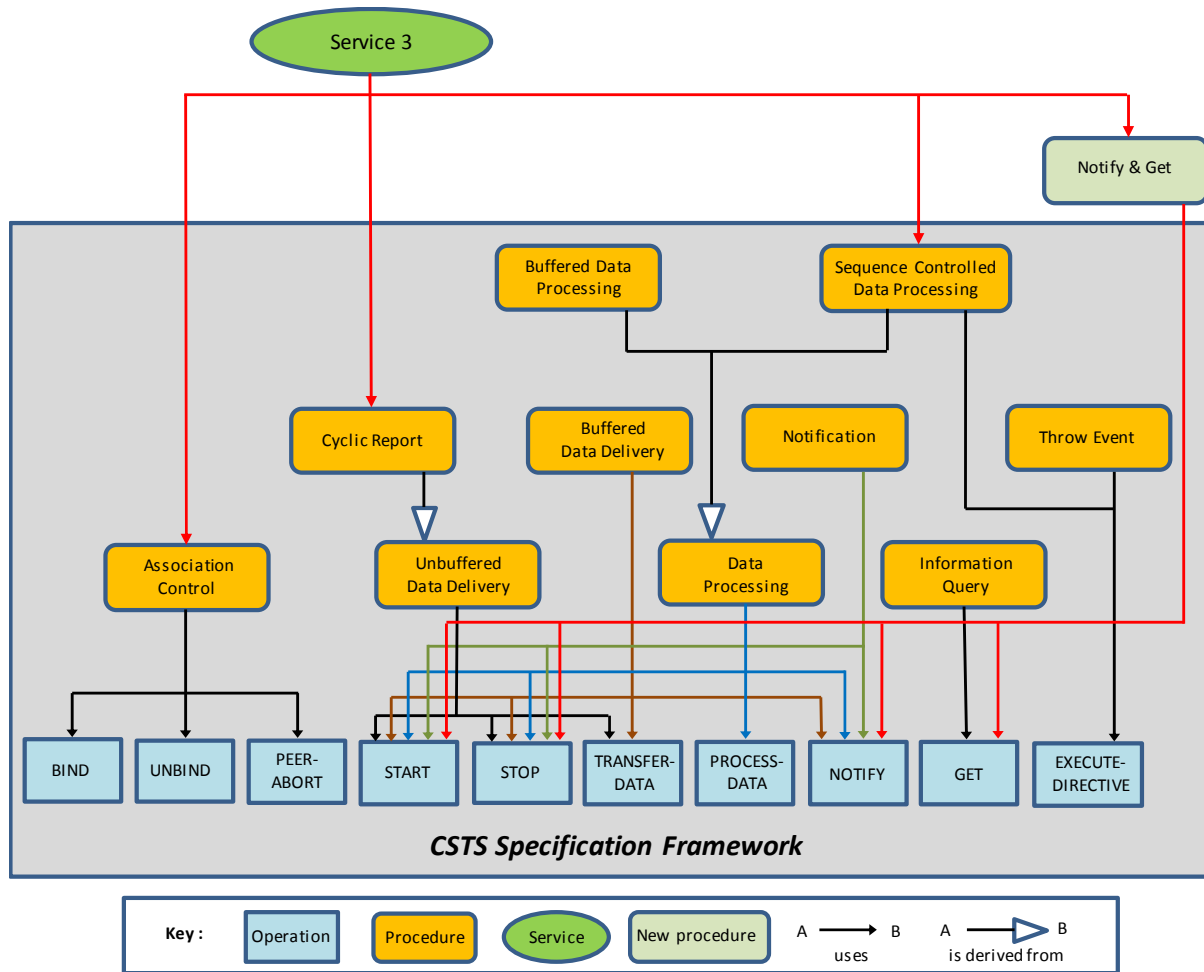 Service 3
Notify & Get
Buffered Data
Processing
Sequence Controlled
Data Processing
Cyclic Report
Buffered
Data Delivery
Notification
Throw Event
Association
Control
Unbuffered
Data Delivery
Data
Processing
Information
Query
BIND
UNBIND
PEER-
ABORT
START
STOP
TRANSFER-
DATA
PROCESS-
DATA
NOTIFY
GET
EXECUTE-
DIRECTIVE
CSTS Specification Framework
Key :
Operation
Procedure
Service
New procedure
A B
uses
A B
is derived from